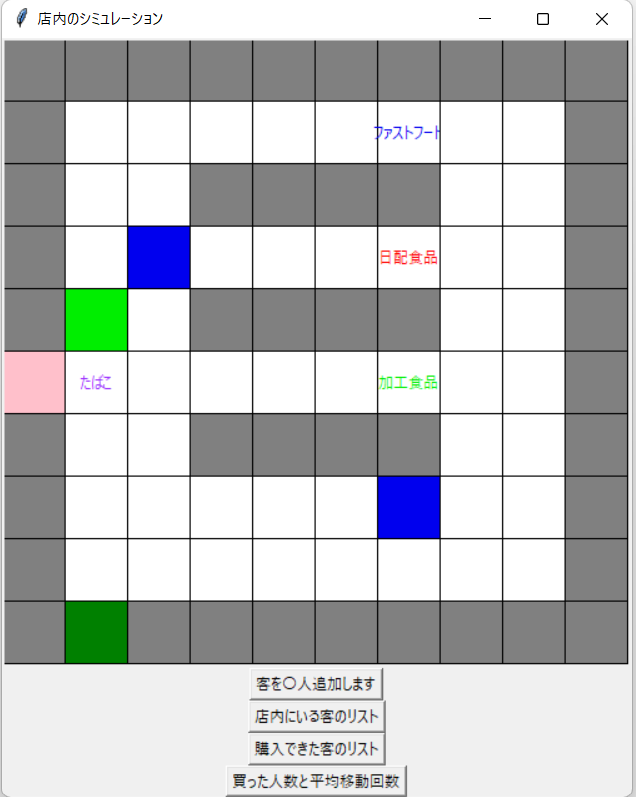 店内のシミュレーション
ファストフード
日配食品
たばこ
加工食品
客を〇人追加します
店内にいる客のリスト
購入できた客のリスト
買った人数と平均移動回数